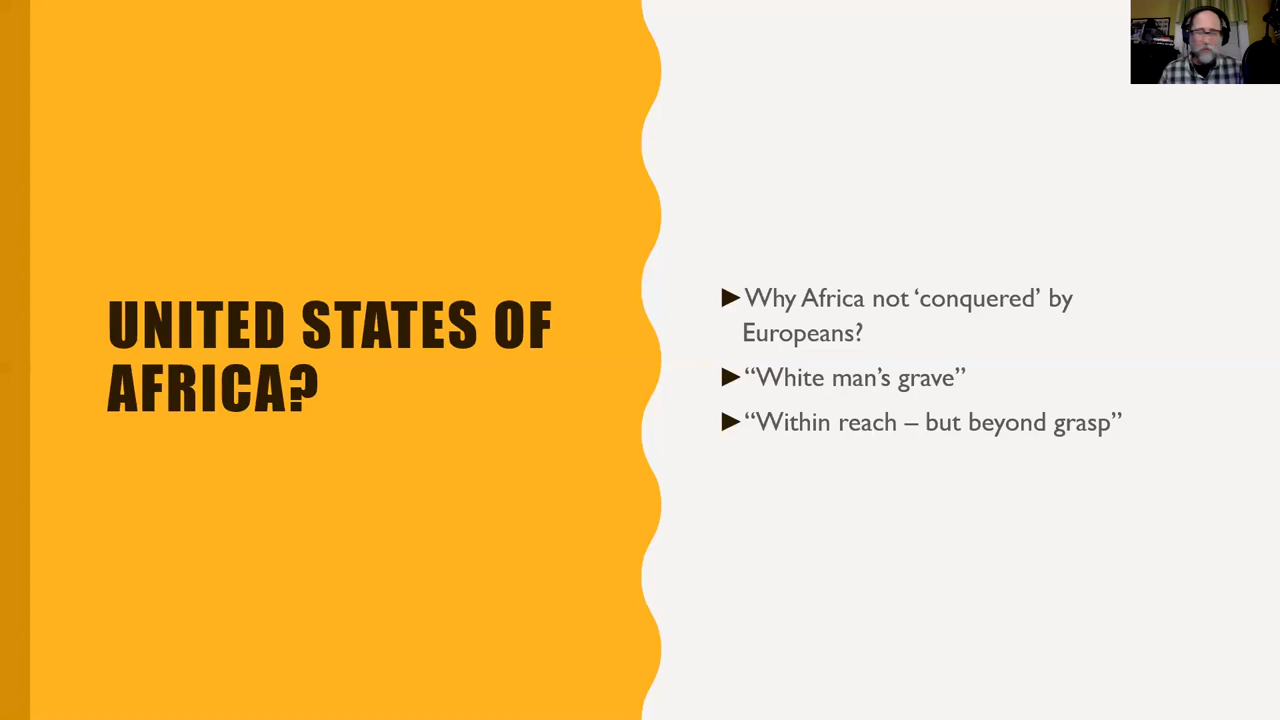 UNITED STATES OF
AFRICA?
►Why Africa not ‘conquered’ by
Europeans?
►“White man’s grave”
►“Within reach – but beyond grasp”